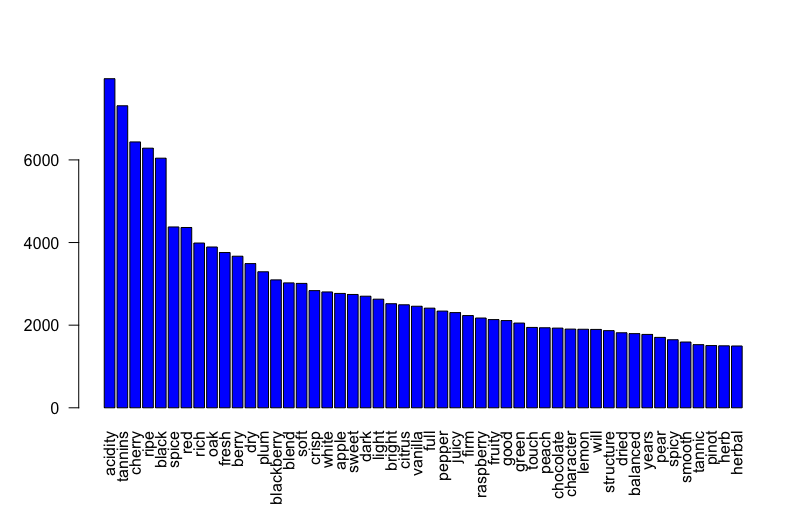 6000
4000
2000
0
acidity
tannins
cherry
ripe
black
spice
red
rich
oak
fresh
berry
dry
plum
blackberry
blend
soft
crisp
white
apple
sweet
dark
light
bright
citrus
vanilla
full
pepper
juicy
firm
raspberry
fruity
good
green
touch
peach
chocolate
character
lemon
will
structure
dried
balanced
years
pear
spicy
smooth
tannic
pinot
herb
herbal